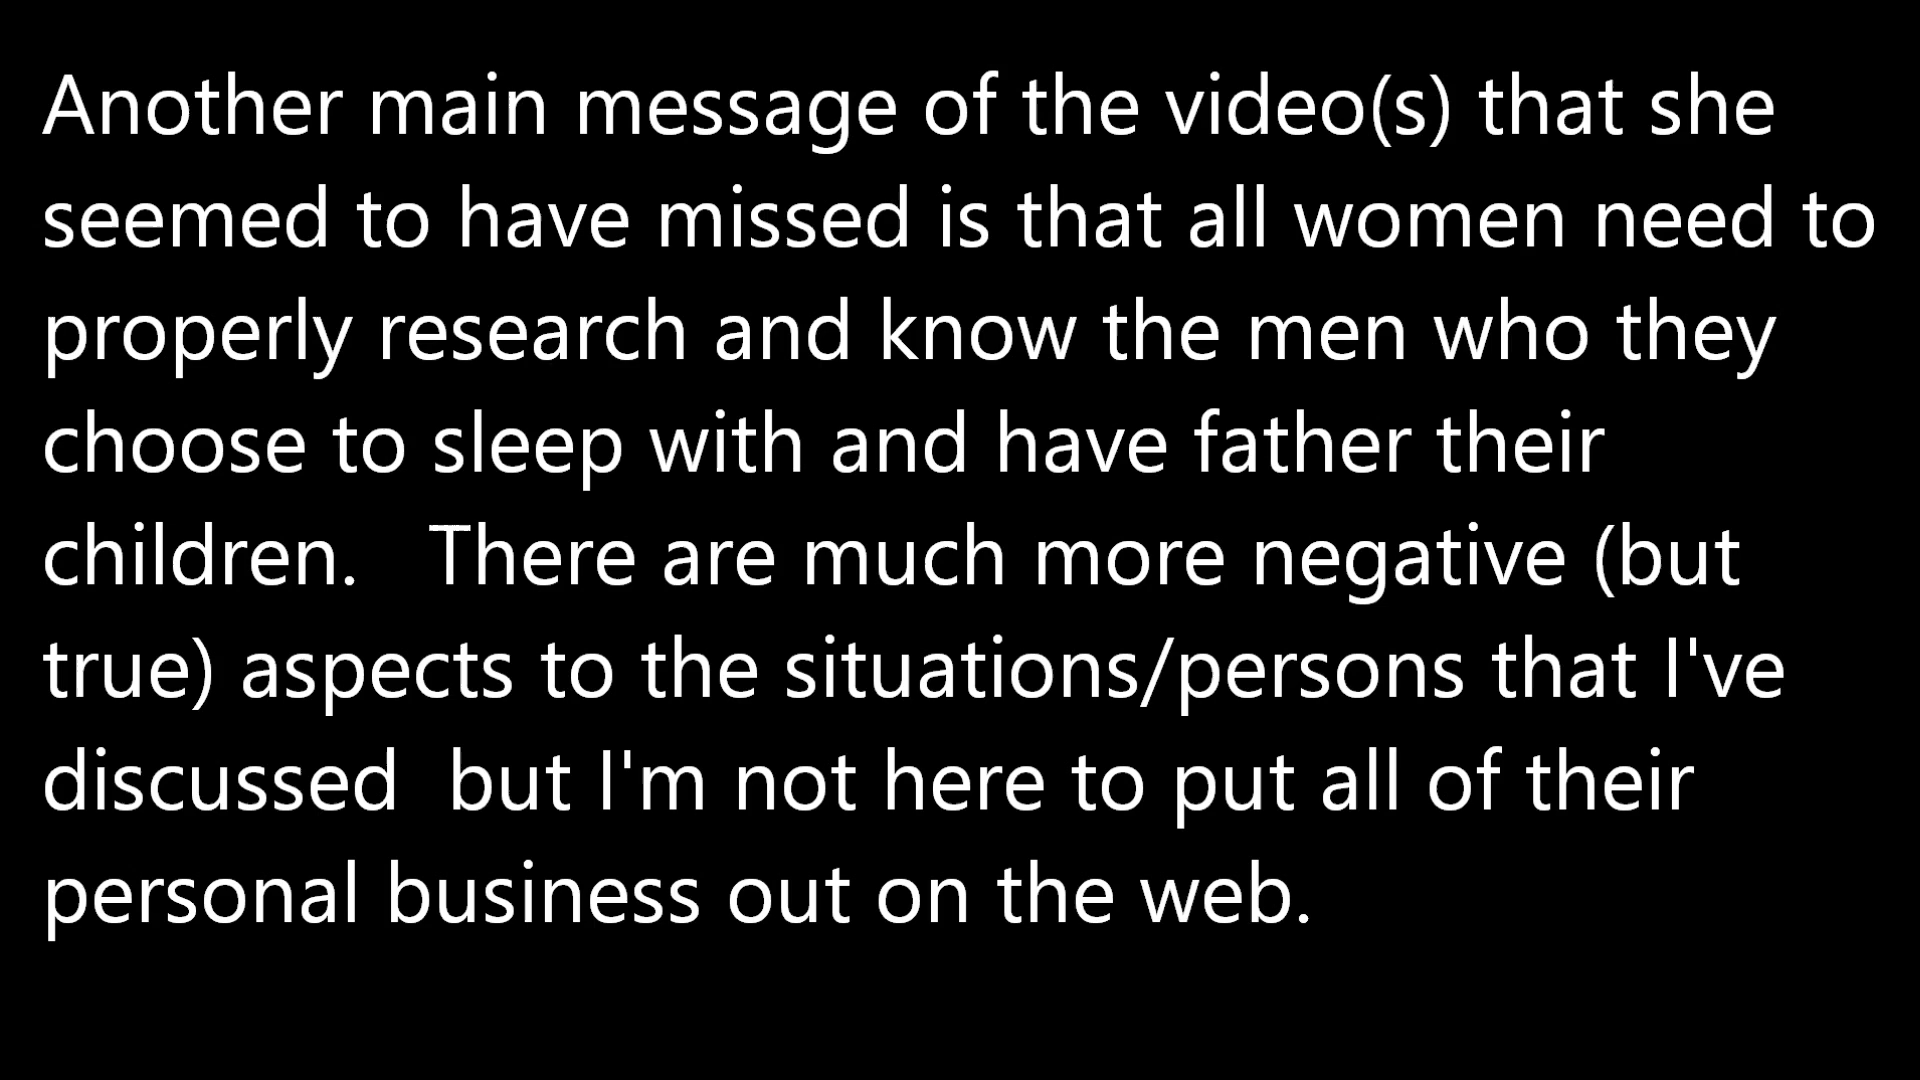 Another main message of the video(s) that she
seemed to have missed is that all women need to
properly research and know the men who they
choose to sleep with and have father their
children.   There are much more negative (but
true) aspects to the situations/persons that I've
discussed  but I'm not here to put all of their
personal business out on the web.